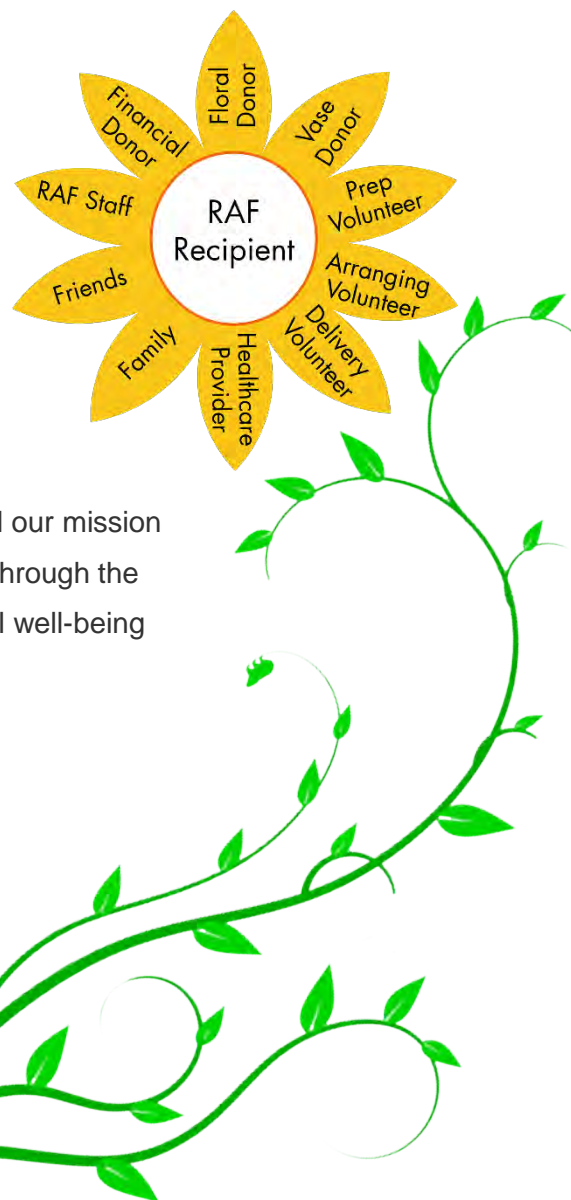 Floral
Donor
Vase
Donor
Prep
Volunteer
Arranging
Volunteer
Delivery
Volunteer
Healthcare
Provider
Family
Friends
RAF Staff
Financial
Donor
RAF
Recipient
our mission
hrough the
well-being